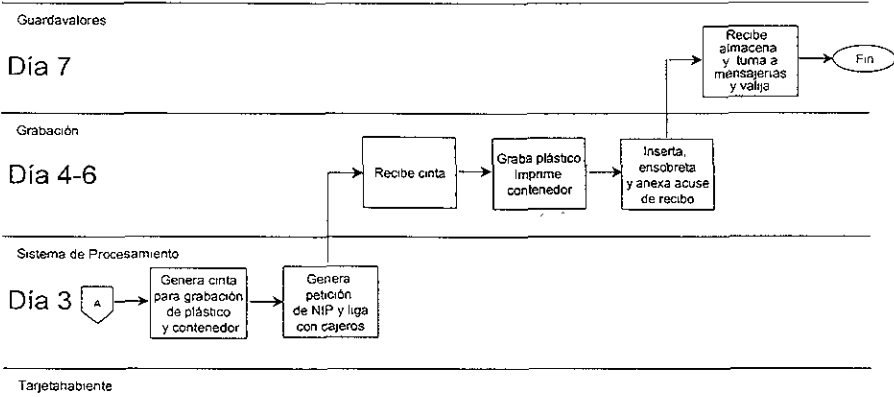 Guardavalores
Día 7
Recibe
almacena
y turna a
mensajerías
y valija
Fin
Grabación
Día 4-6
Recibe cinta
Graba plástico
Imprime
contenedor
Inserta,
ensobreta
y anexa acuse
de recibo
Sistema de Procesamiento
Día 3
A
Genera cinta
para grabación
de plástico
y contenedor
Genera
petición
de NIP y liga
con cajeros
Tarjetahabiente